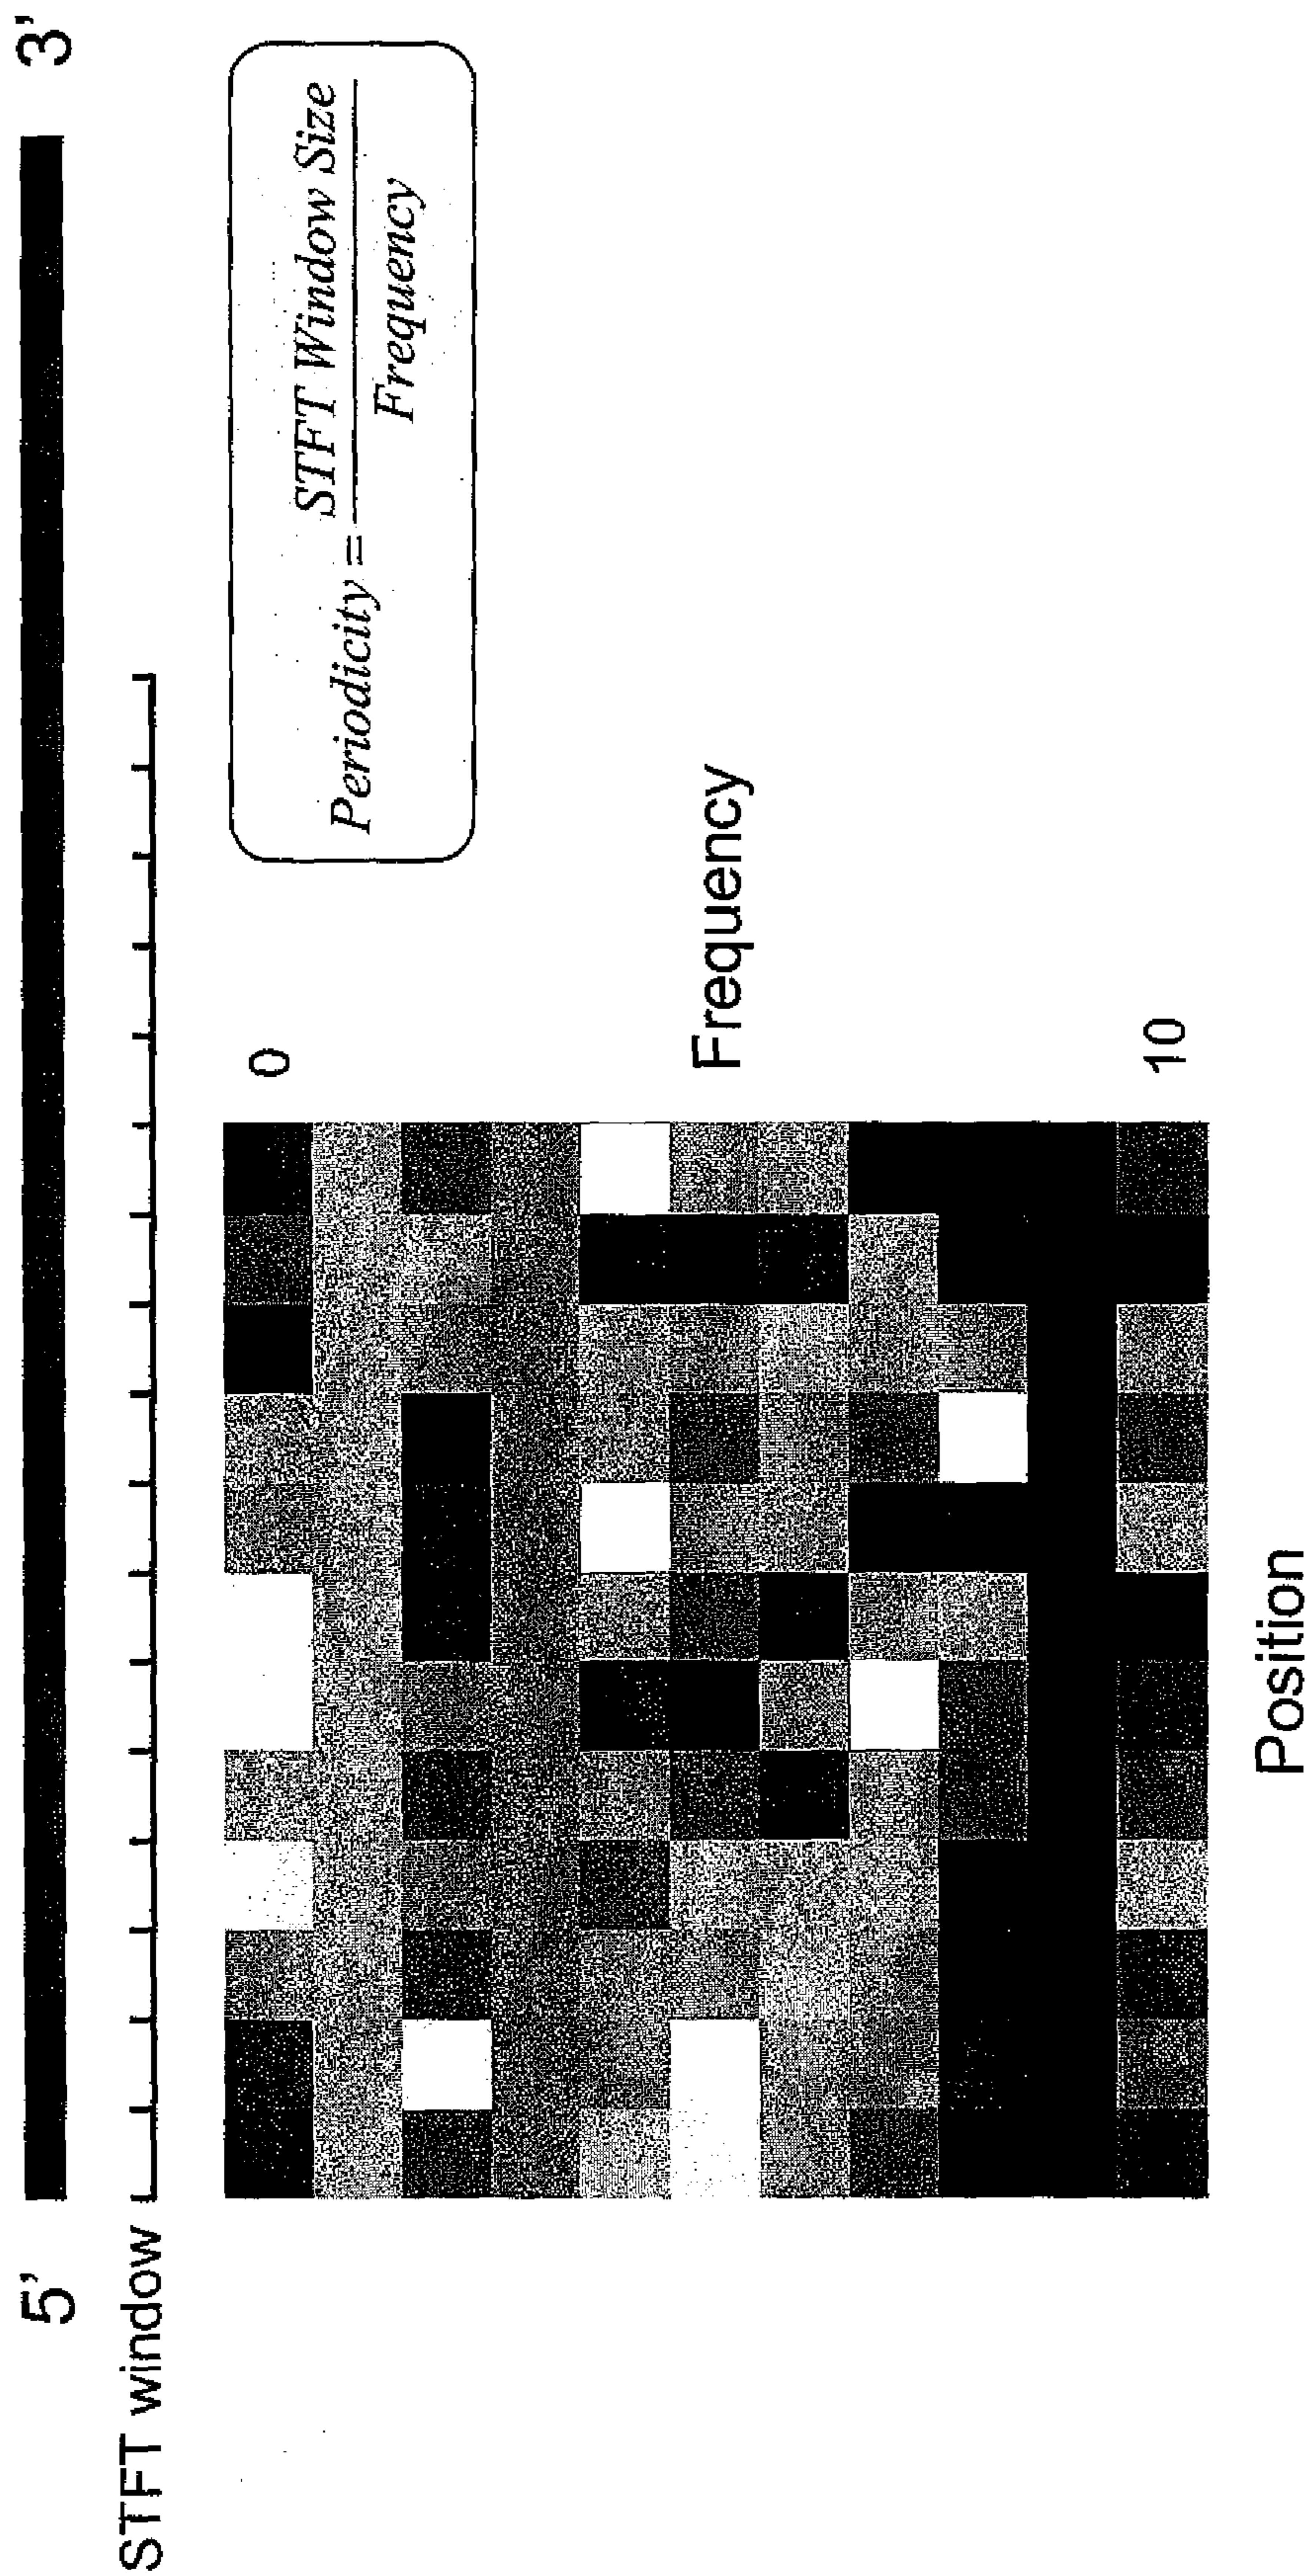 5’ 3’
STFT window
Periodicity = STFT Window Size
Frequency
0
Frequency
10
Position